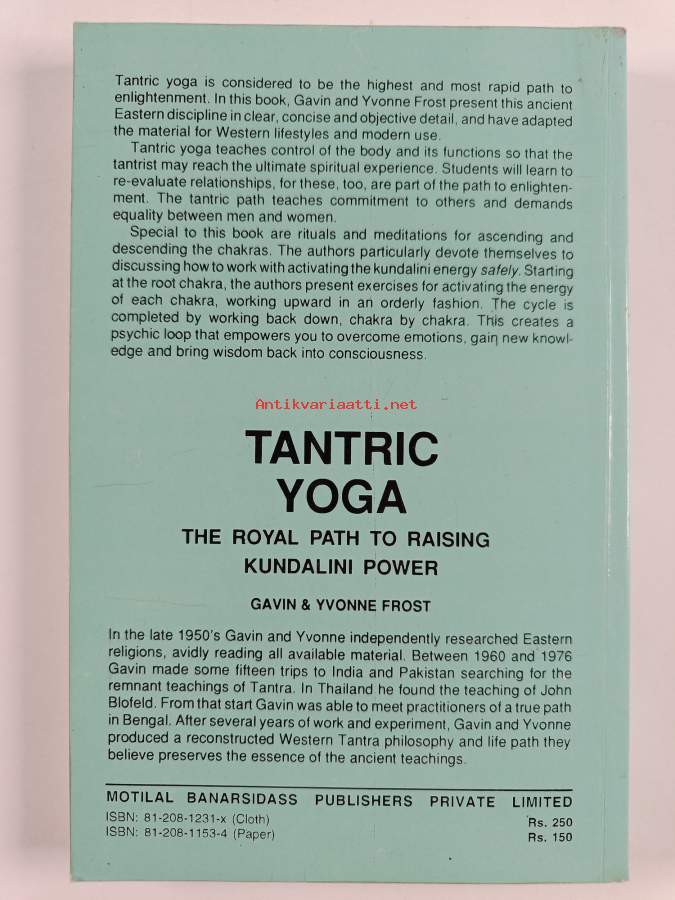 Tantric yoga is considered to be the highest and most rapid path to
enlightenment. In this book, Gavin and Yvonne Frost present this ancient
Eastern discipline in clear, concise and objective detail, and have adapted
the material for Western lifestyles and modern use.
Tantric yoga teaches control of the body and its functions so that the
tantrist may reach the ultimate spiritual experience. Students will learn to
re-evaluate relationships, for these, too, are part of the path to enlighten-
ment. The tantric path teaches commitment to others and demands
equality between men and women.
Special to this book are rituals and meditations for ascending and
descending the chakras. The authors particularly devote themselves to
discussing how to work with activating the kundalini energy safely. Starting
at the root chakra, the authors present exercises for activating the energy
of each chakra, working upward in an orderly fashion. The cycle is
completed by working back down, chakra by chakra. This creates a
psychic loop that empowers you to overcome emotions, gain new knowl-
edge and bring wisdom back into consciousness.
Antikvariaatti.net
TANTRIC
YOGA
THE ROYAL PATH TO RAISING
KUNDALINI POWER
GAVIN & YVONNE FROST
In the late 1950's Gavin and Yvonne independently researched Eastern
religions, avidly reading all available material. Between 1960 and 1976
Gavin made some fifteen trips to India and Pakistan searching for the
remnant teachings of Tantra. In Thailand he found the teaching of John
Blofeld. From that start Gavin was able to meet practitioners of a true path
in Bengal. After several years of work and experiment, Gavin and Yvonne
produced a reconstructed Western Tantra philosophy and life path they
believe preserves the essence of the ancient teachings.
MOTILAL BANARSIDASS PUBLISHERS PRIVATE LIMITED
ISBN: 81-208-1231-x (Cloth) Rs. 250
ISBN: 81-208-1153-4 (Paper) Rs. 150